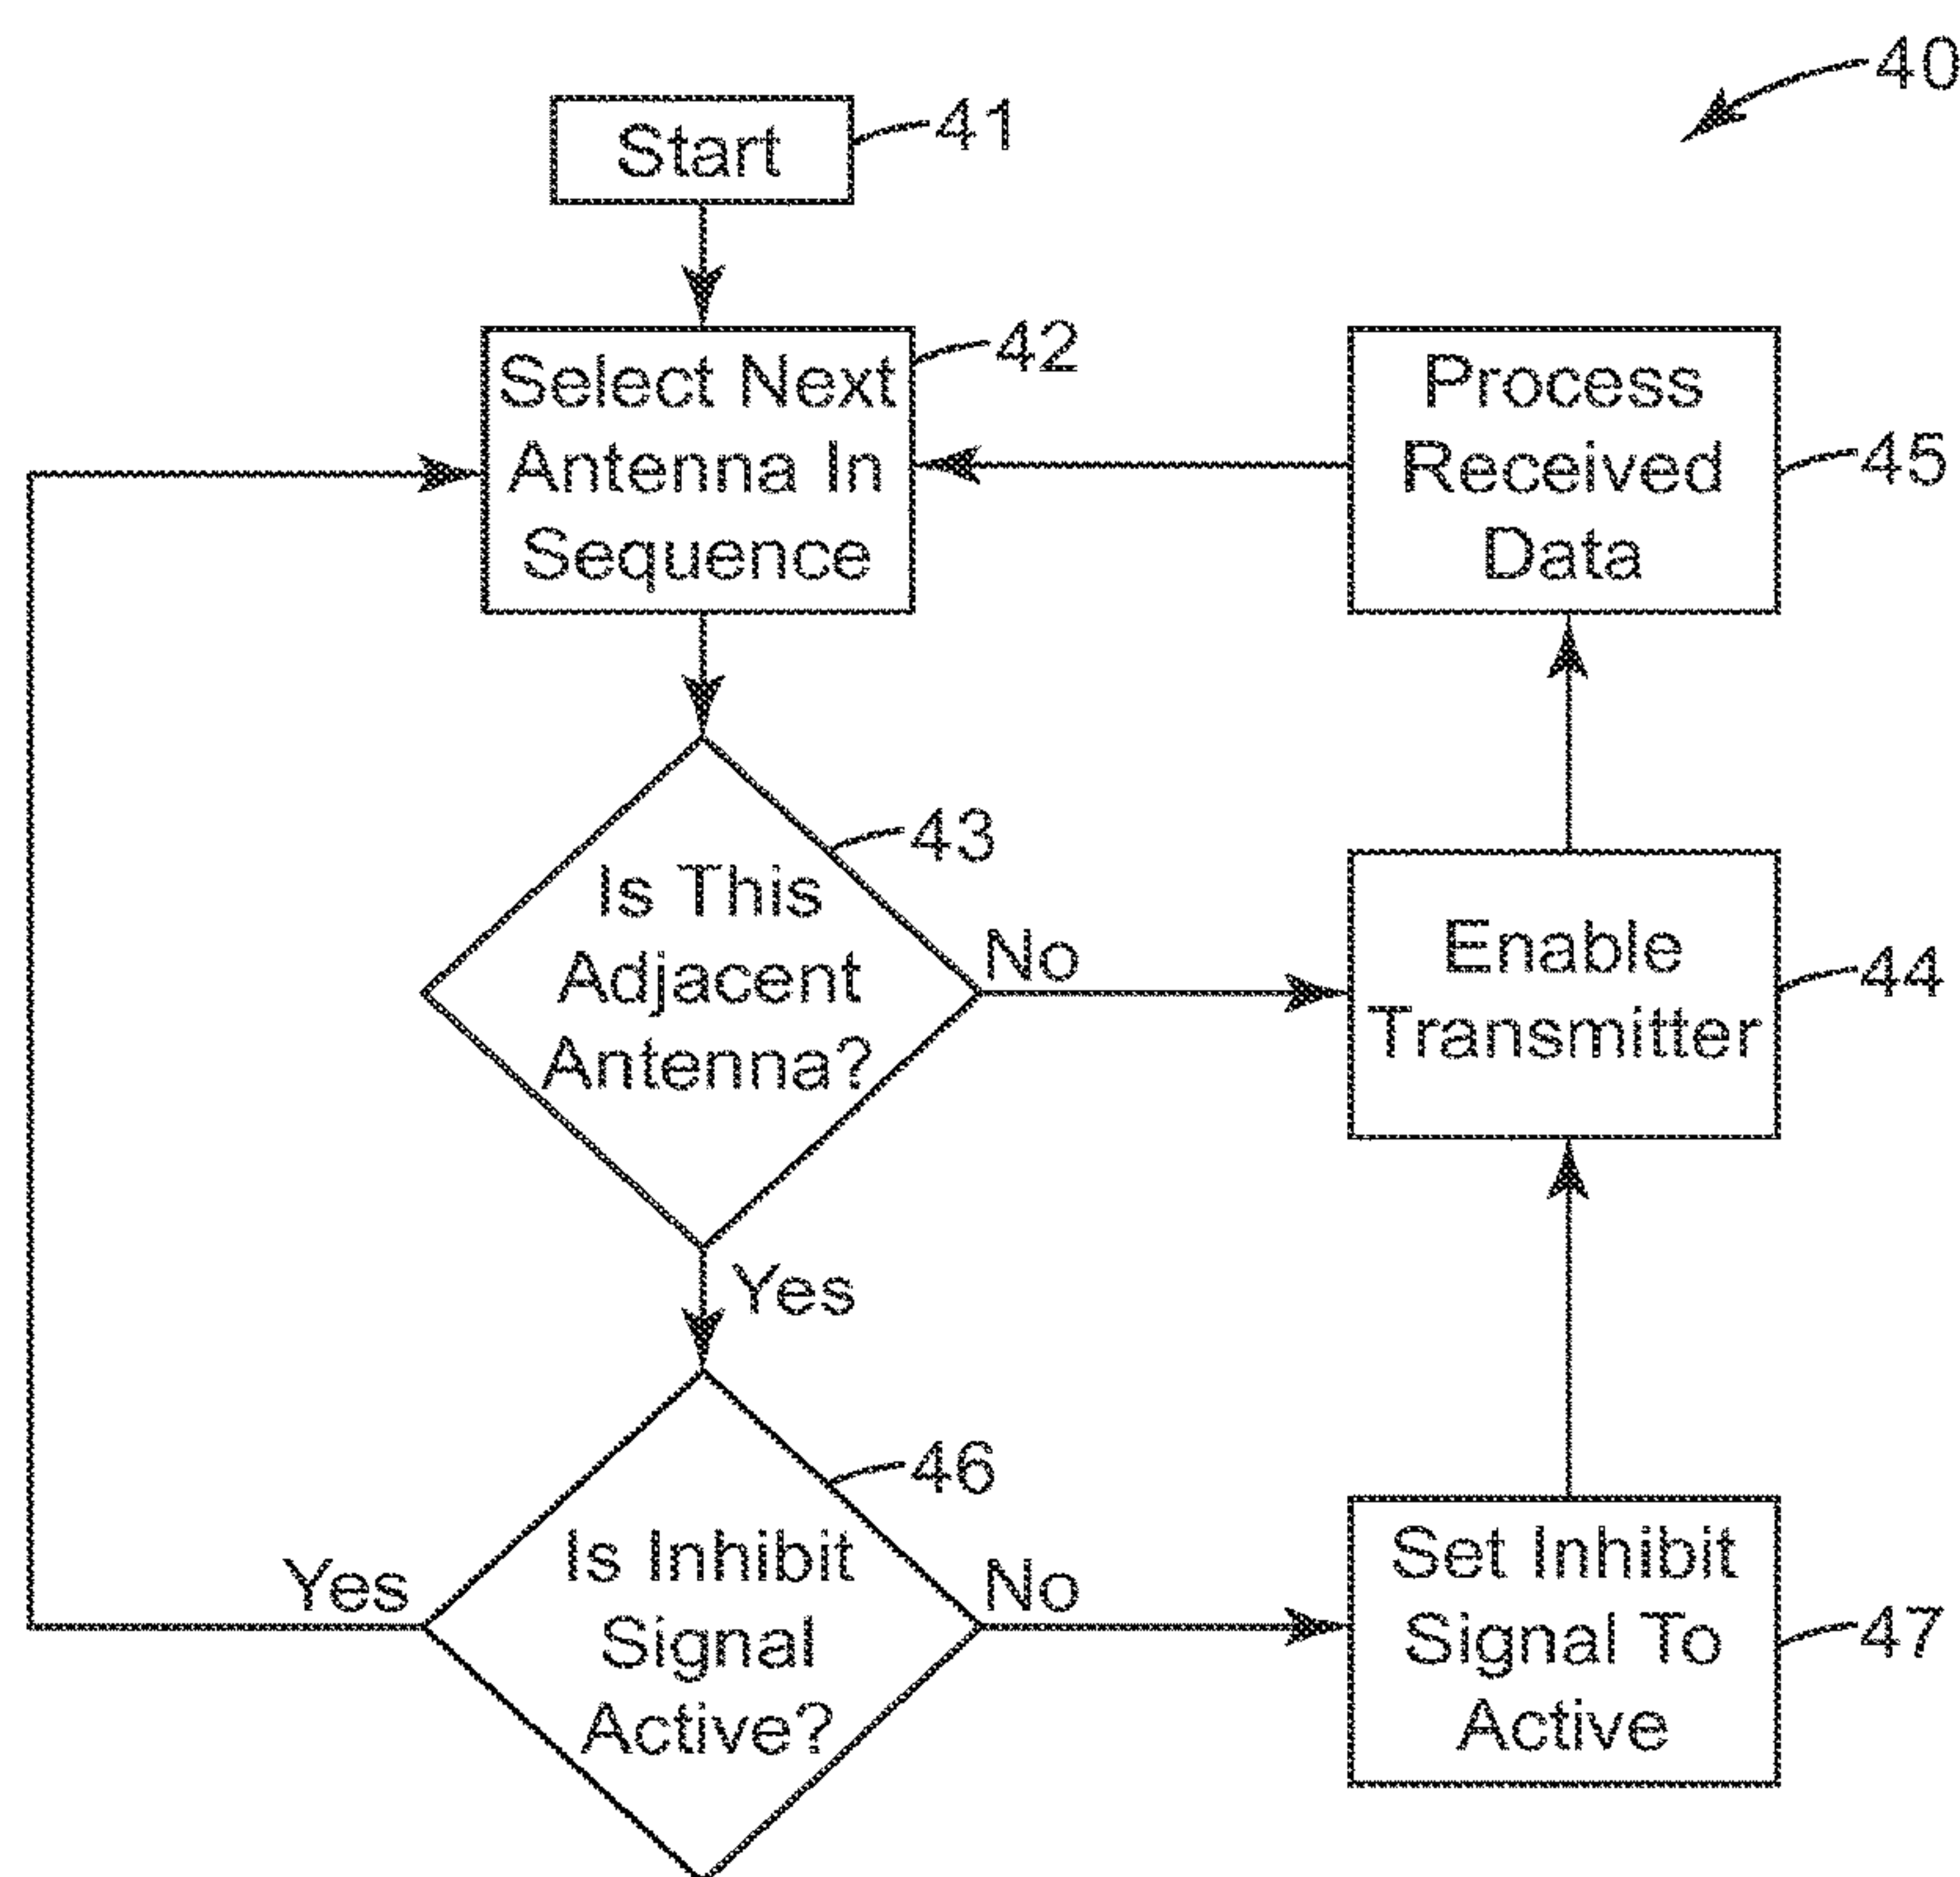 40
Start
41
Select Next
Antenna In
Sequence
42
Process
Received
Data
45
Is This
Adjacent
Antenna?
43
No
Enable
Transmitter
44
Yes
Is Inhibit
Signal
Active?
46
Yes
No
Set Inhibit
Signal To
Active
47